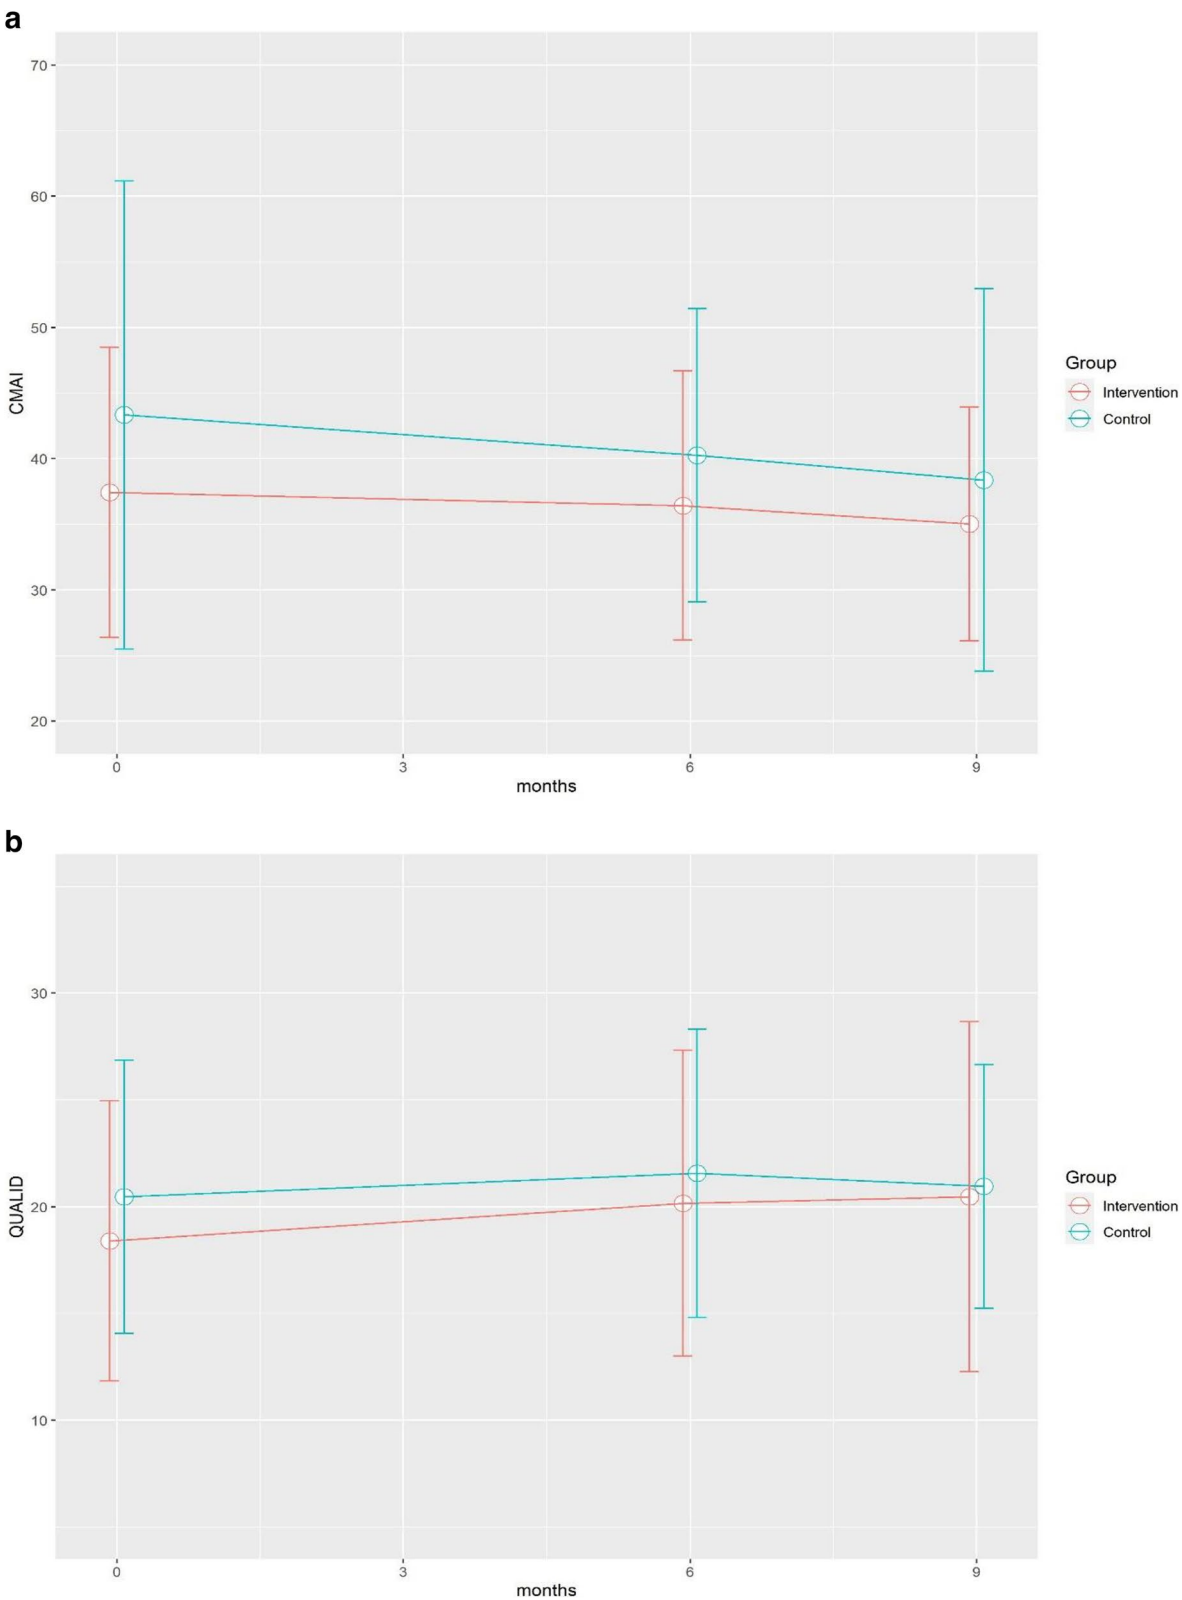 a
70
60
50
40
30
20
CMAI
0 3 6 9
months
Group
Intervention
Control
b
30
20
10
QUALID
0 3 6 9
months
Group
Intervention
Control